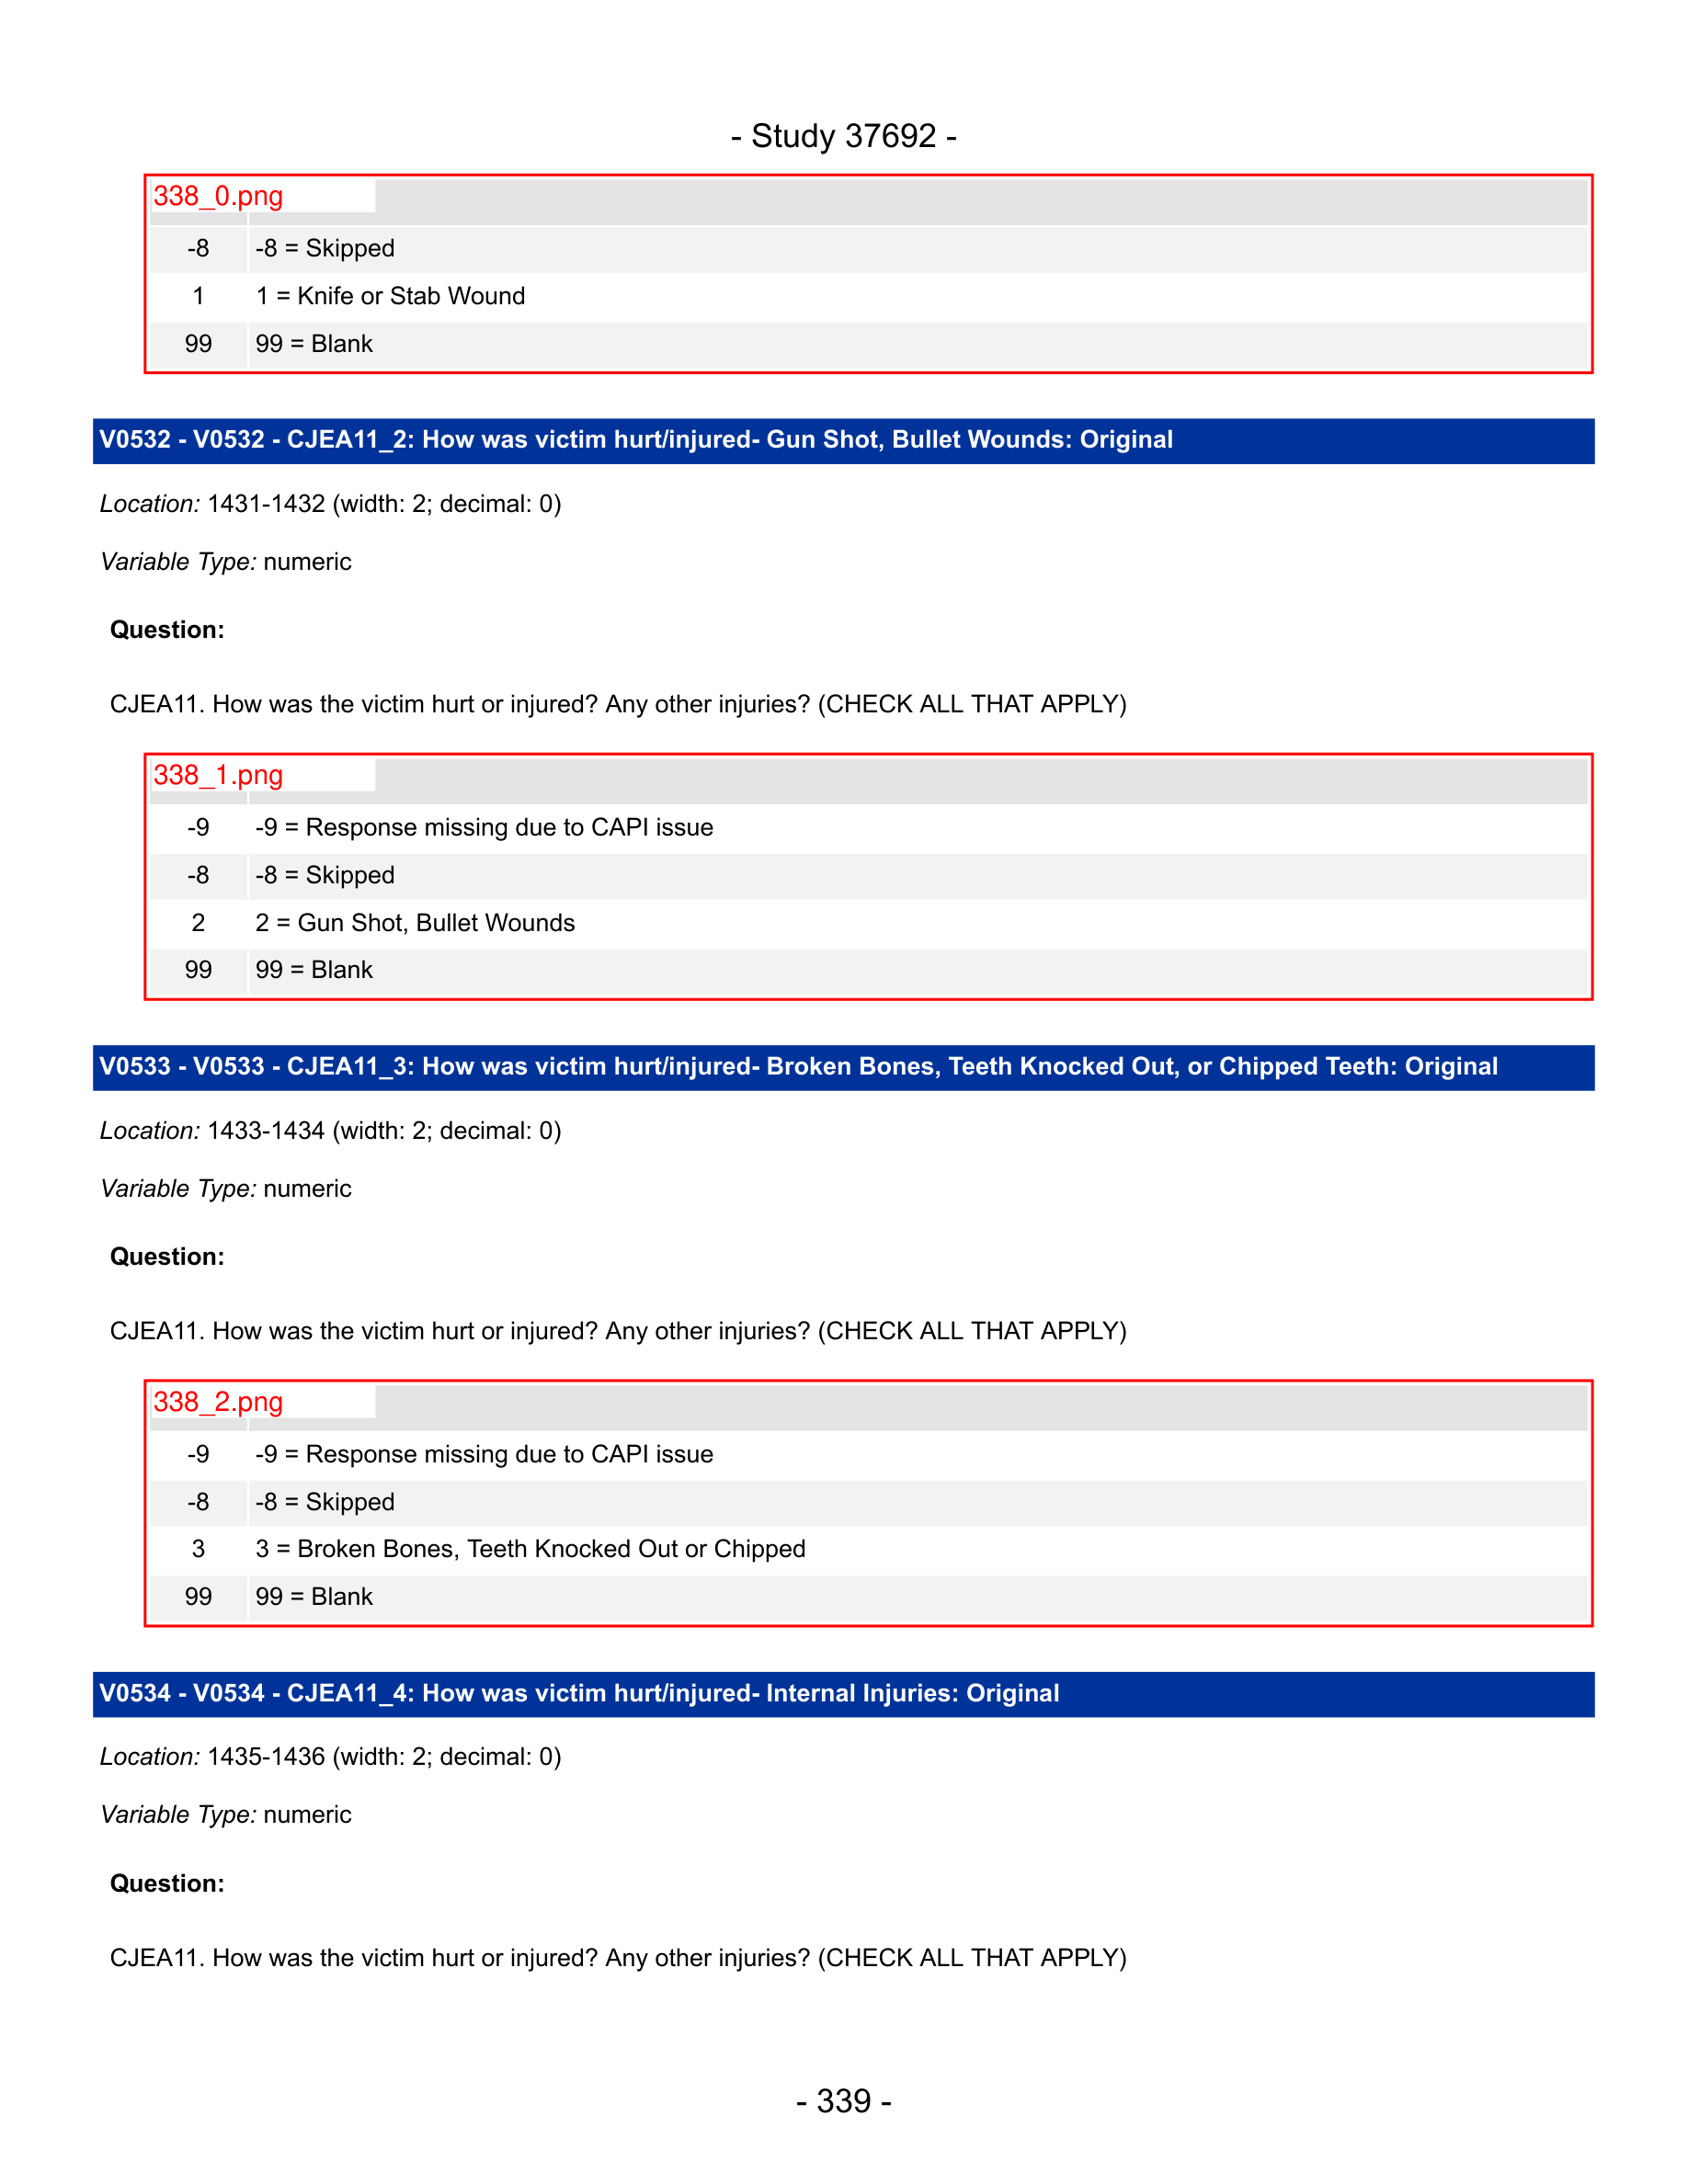 - Study 37692 -
338_0.png
-8 -8 = Skipped
1 1 = Knife or Stab Wound
99 99 = Blank
V0532 - V0532 - CJEA11_2: How was victim hurt/injured- Gun Shot, Bullet Wounds: Original
Location: 1431-1432 (width: 2; decimal: 0)
Variable Type: numeric
Question:
CJEA11. How was the victim hurt or injured? Any other injuries? (CHECK ALL THAT APPLY)
338_1.png
-9 -9 = Response missing due to CAPI issue
-8 -8 = Skipped
2 2 = Gun Shot, Bullet Wounds
99 99 = Blank
V0533 - V0533 - CJEA11_3: How was victim hurt/injured- Broken Bones, Teeth Knocked Out, or Chipped Teeth: Original
Location: 1433-1434 (width: 2; decimal: 0)
Variable Type: numeric
Question:
CJEA11. How was the victim hurt or injured? Any other injuries? (CHECK ALL THAT APPLY)
338_2.png
-9 -9 = Response missing due to CAPI issue
-8 -8 = Skipped
3 3 = Broken Bones, Teeth Knocked Out or Chipped
99 99 = Blank
V0534 - V0534 - CJEA11_4: How was victim hurt/injured- Internal Injuries: Original
Location: 1435-1436 (width: 2; decimal: 0)
Variable Type: numeric
Question:
CJEA11. How was the victim hurt or injured? Any other injuries? (CHECK ALL THAT APPLY)
- 339 -